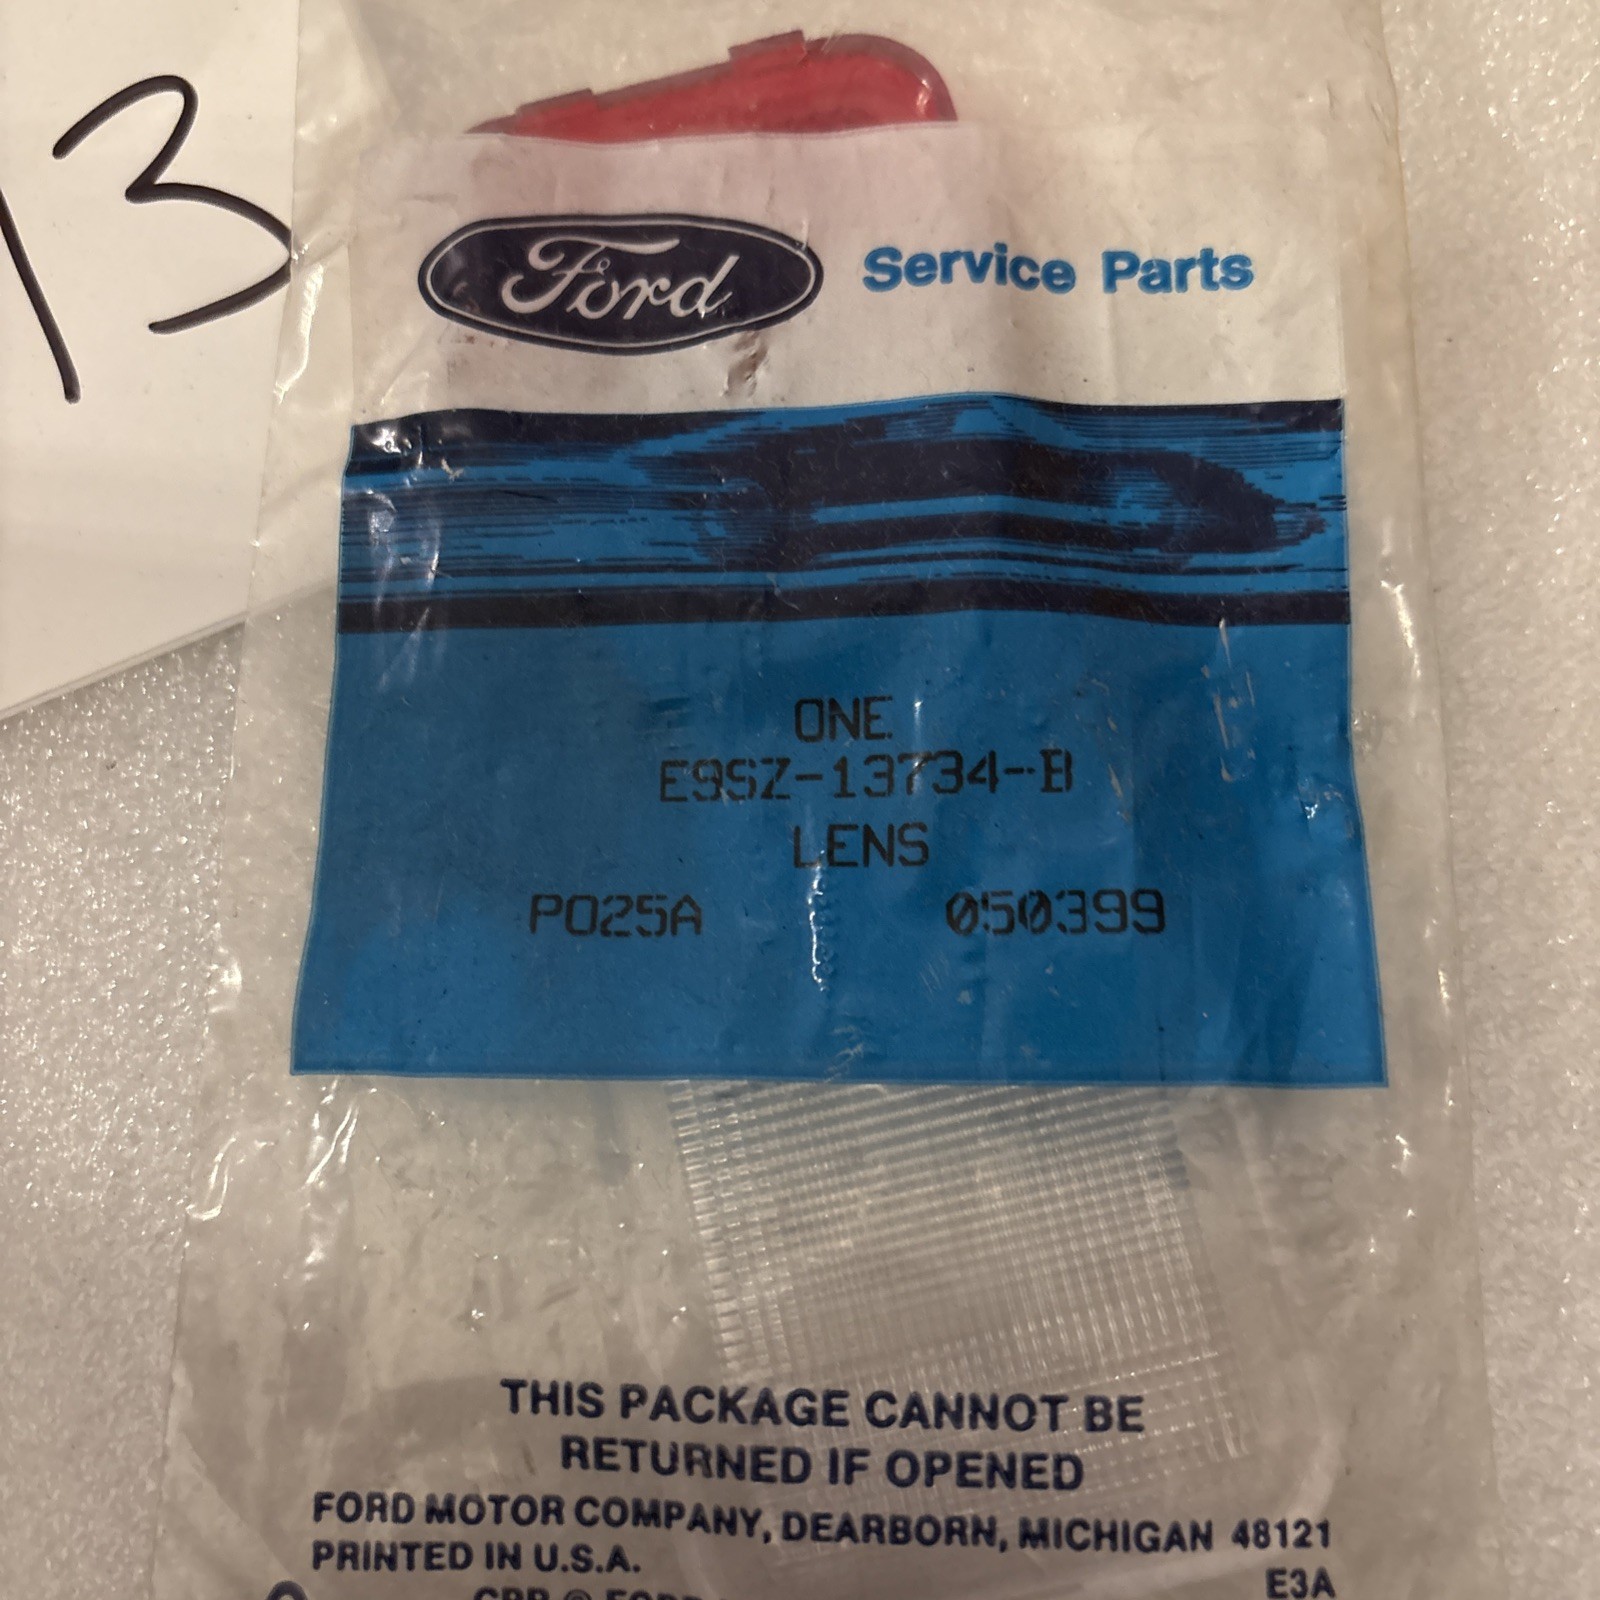 13
Ford Service Parts
ONE
E9SZ-13734-B
LENS
P025A 050399
THIS PACKAGE CANNOT BE
RETURNED IF OPENED
FORD MOTOR COMPANY, DEARBORN, MICHIGAN 48121
PRINTED IN U.S.A.
E3A